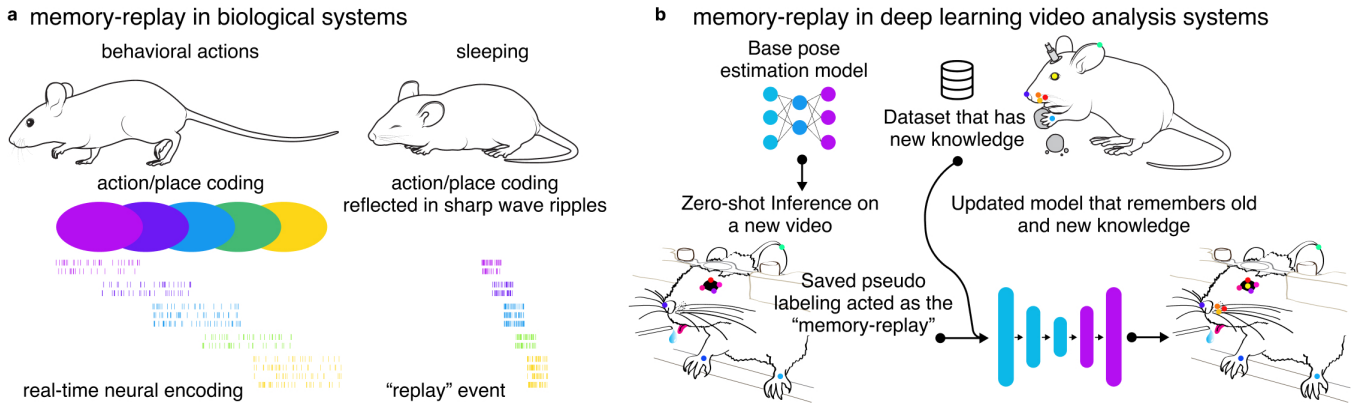 a memory-replay in biological systems
behavioral actions
sleeping
action/place coding
action/place coding
reflected in sharp wave ripples
real-time neural encoding
“replay” event
b memory-replay in deep learning video analysis systems
Base pose
estimation model
Dataset that has
new knowledge
Zero-shot Inference on
a new video
Updated model that remembers old
and new knowledge
Saved pseudo
labeling acted as the
“memory-replay”